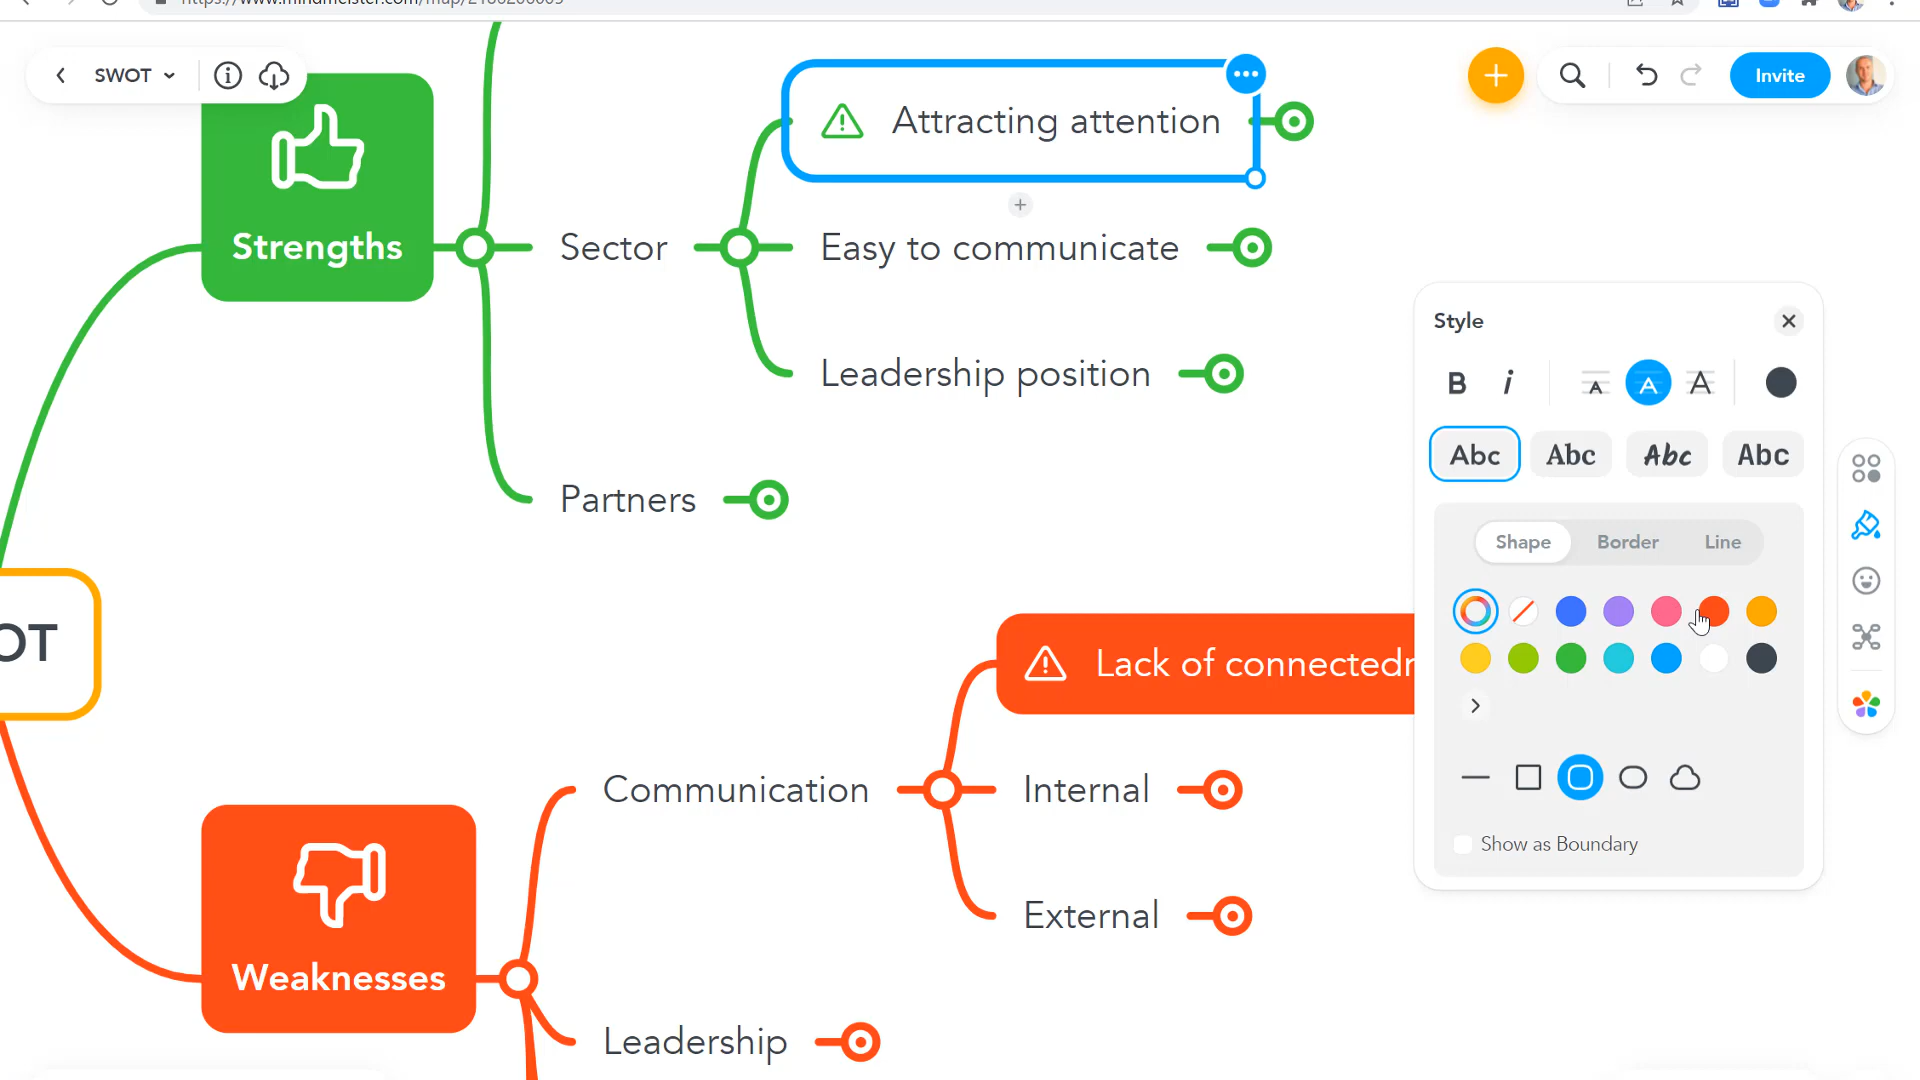 SWOT
Invite
Attracting attention
Strengths
Sector
Easy to communicate
Leadership position
Partners
Style
B i A A A
Abc Abc Abc Abc
Shape Border Line
Show as Boundary
OT
Lack of
Communication
Internal
External
Weaknesses
Leadership